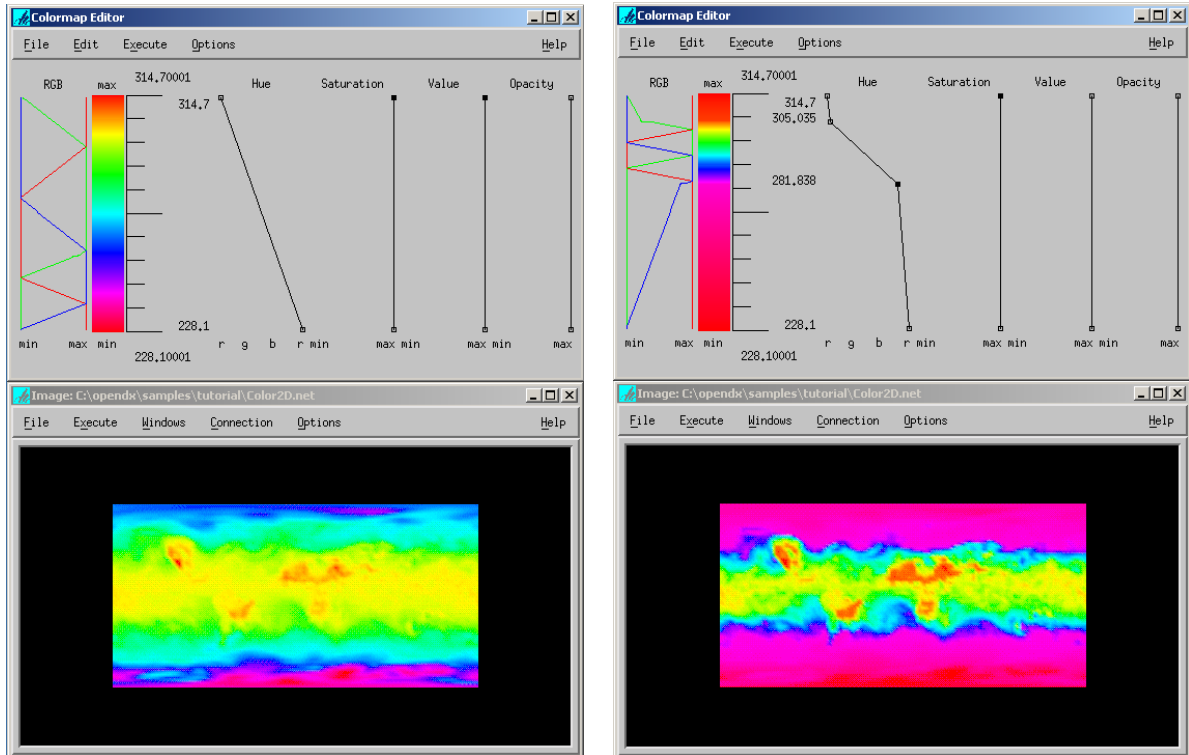 Colormap Editor
File Edit Execute Options Help
RGB max 314.70001 Hue Saturation Value Opacity
314.7
228.1
min max min r g b r min max min max min max
228.10001
Image: C:\opendx\samples\tutorial\Color2D.net
File Execute Windows Connection Options Help
Colormap Editor
File Edit Execute Options Help
RGB max 314.70001 Hue Saturation Value Opacity
314.7
305.035
281.838
228.1
min max min r g b r min max min max min max
228.10001
Image: C:\opendx\samples\tutorial\Color2D.net
File Execute Windows Connection Options Help